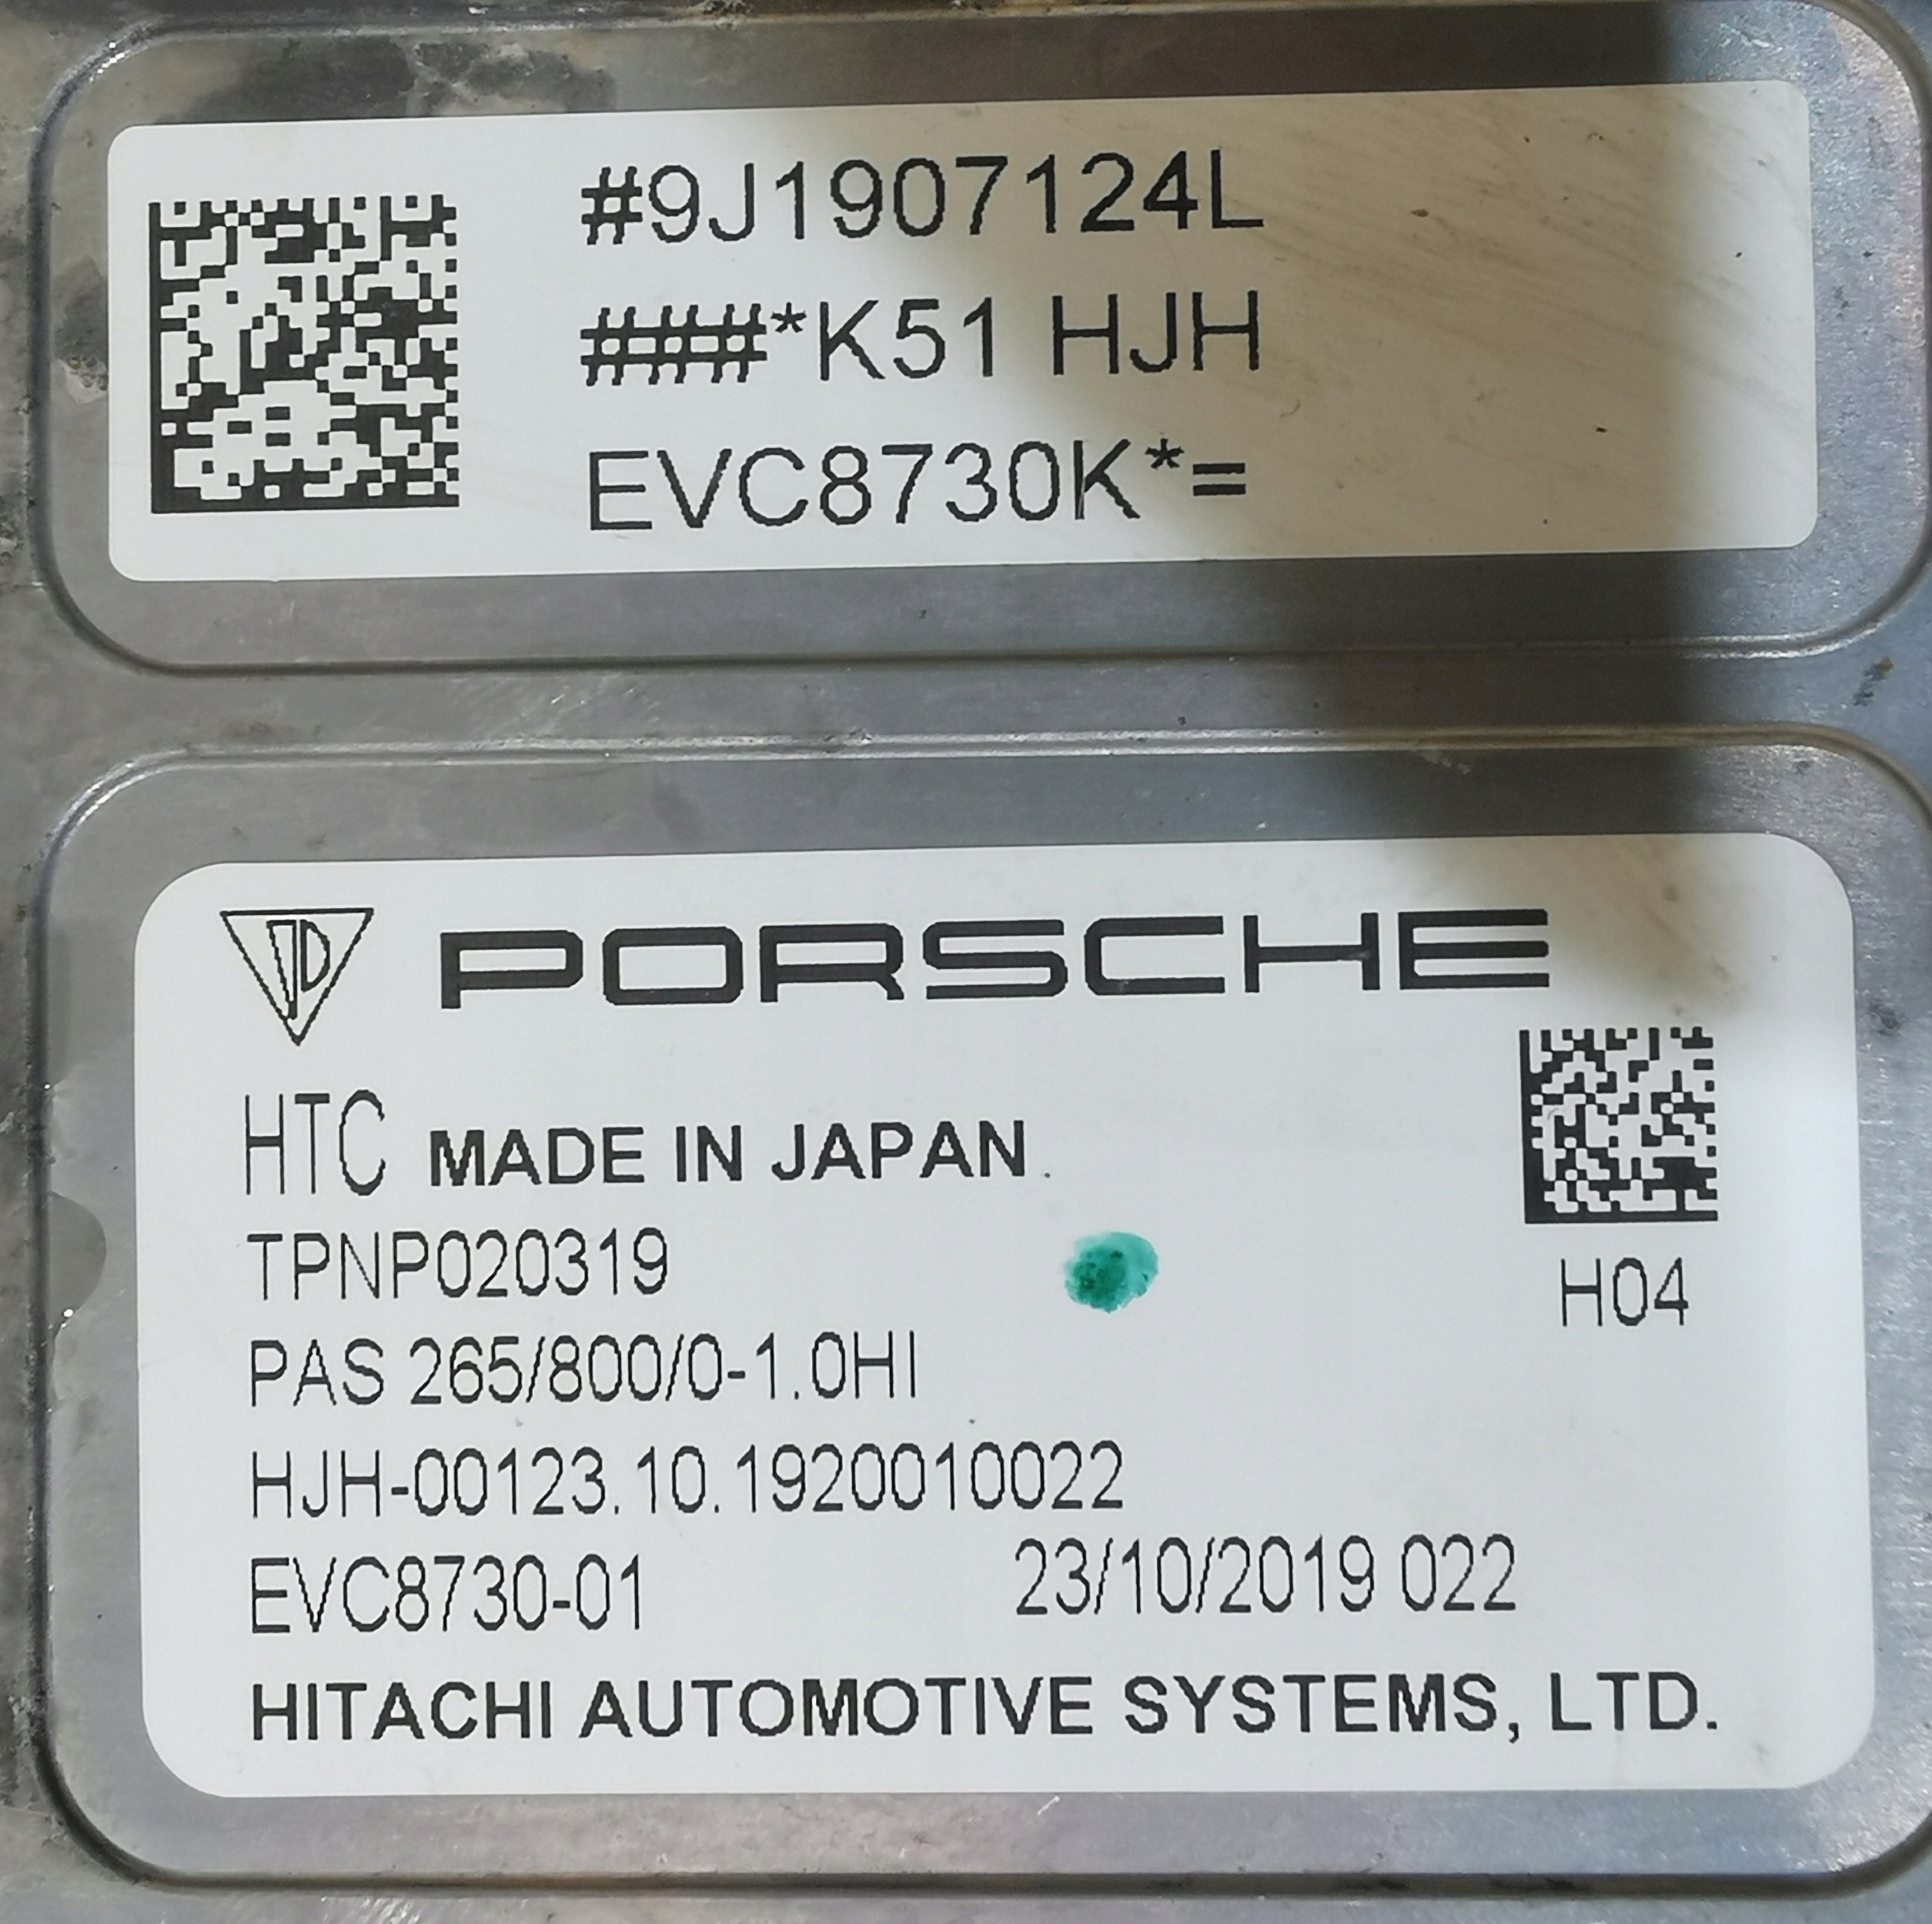 #9J1907124L
###*K51 HJH
EVC8730K*=
PORSCHE
HTC MADE IN JAPAN.
TPNP020319
H04
PAS 265/800/0-1.0HI
HJH-00123.10.1920010022
EVC8730-01 23/10/2019 022
HITACHI AUTOMOTIVE SYSTEMS, LTD.